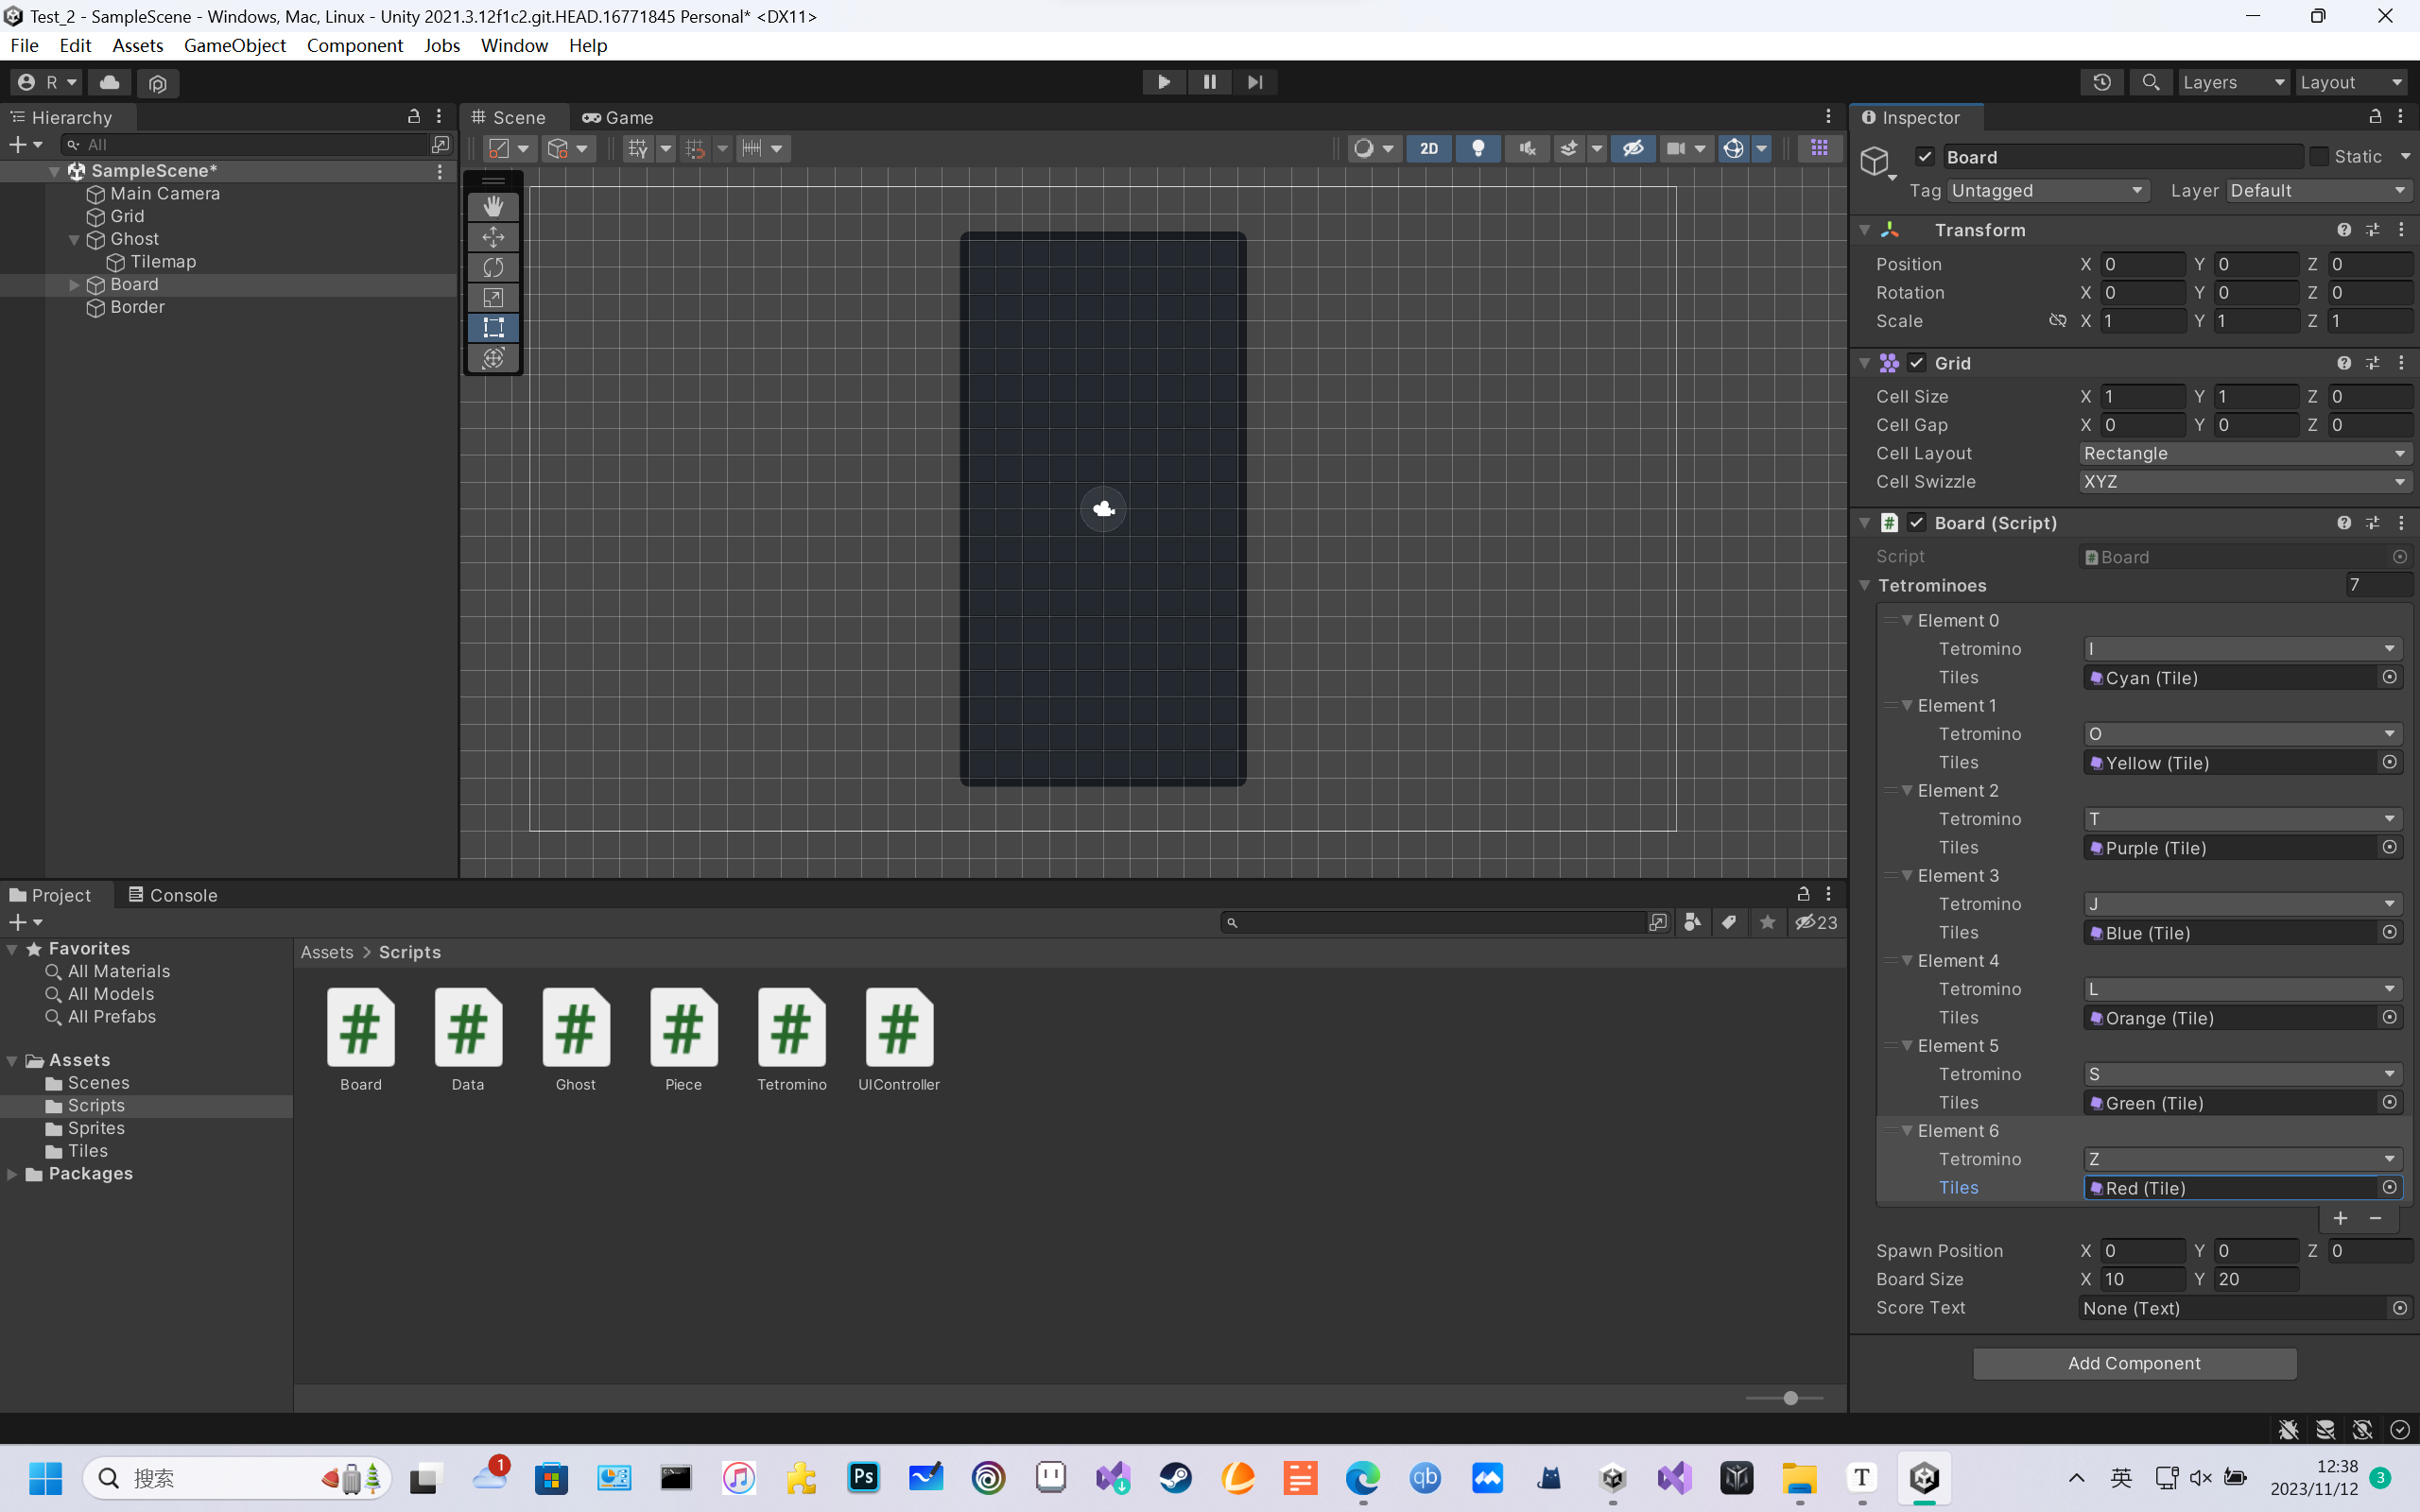 Test_2 - SampleScene - Windows, Mac, Linux - Unity 2021.3.12f1c2.git.HEAD.16771845 Personal* <DX11>
File Edit Assets GameObject Component Jobs Window Help
R
Layers
Layout
Hierarchy
Scene
Game
Inspector
All
2D
SampleScene*
Main Camera
Grid
Ghost
Tilemap
Board
Border
Board
Static
Tag Untagged
Layer Default
Transform
Position X 0 Y 0 Z 0
Rotation X 0 Y 0 Z 0
Scale X 1 Y 1 Z 1
Grid
Cell Size X 1 Y 1 Z 0
Cell Gap X 0 Y 0 Z 0
Cell Layout Rectangle
Cell Swizzle XYZ
Board (Script)
Script Board
Tetrominoes 7
Element 0
Tetromino I
Tiles Cyan (Tile)
Element 1
Tetromino O
Tiles Yellow (Tile)
Element 2
Tetromino T
Tiles Purple (Tile)
Element 3
Tetromino J
Tiles Blue (Tile)
Element 4
Tetromino L
Tiles Orange (Tile)
Element 5
Tetromino S
Tiles Green (Tile)
Element 6
Tetromino Z
Tiles Red (Tile)
Spawn Position X 0 Y 0 Z 0
Board Size X 10 Y 20
Score Text None (Text)
Add Component
Project
Console
23
Favorites
All Materials
All Models
All Prefabs
Assets
Scenes
Scripts
Sprites
Tiles
Packages
Assets > Scripts
Board
Data
Ghost
Piece
Tetromino
UIController
搜索
1
Ps
qb
T
英
12:38
2023/11/12
3